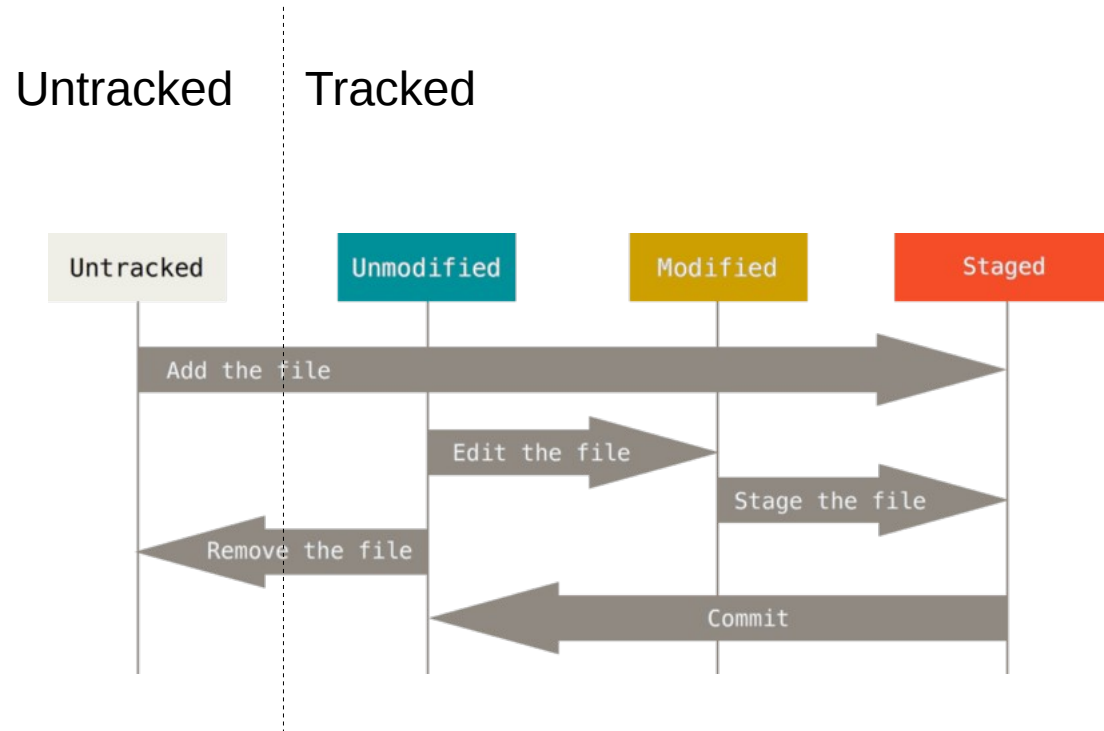 Untracked
Tracked
Untracked
Unmodified
Modified
Staged
Add the file
Edit the file
Stage the file
Remove the file
Commit